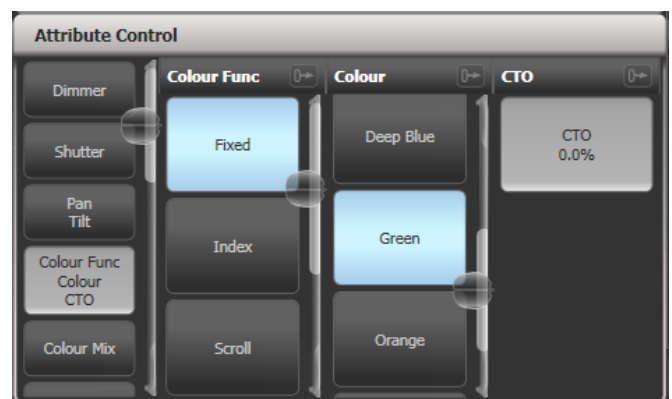 Attribute Control
Dimmer
Shutter
Pan
Tilt
Colour Func
Colour
CTO
Colour Mix
Colour Func
Fixed
Index
Scroll
Colour
Deep Blue
Green
Orange
CTO
CTO
0.0%